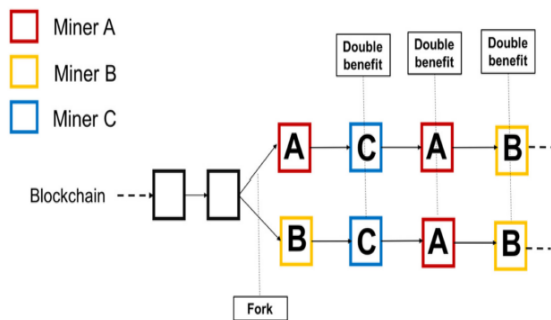 Miner A
Miner B
Miner C
Double
benefit
Double
benefit
Double
benefit
A
C
A
B
Blockchain
B
C
A
B
Fork